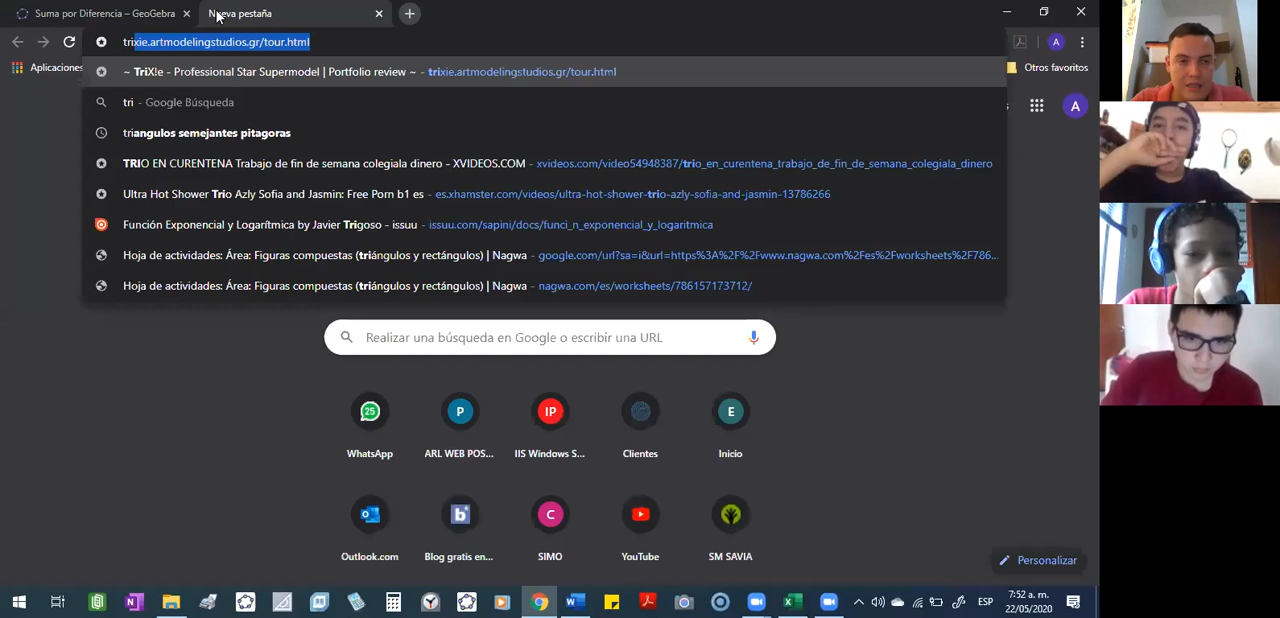 Suma por Diferencia – GeoGebra
Nueva pestaña
trixie.artmodelingstudios.gr/tour.html
Aplicaciones
Otros favoritos
A
~ TriX!e - Professional Star Supermodel | Portfolio review ~ - trixie.artmodelingstudios.gr/tour.html
tri - Google Búsqueda
A
triangulos semejantes pitagoras
TRIO EN CURENTENA Trabajo de fin de semana colegiala dinero - XVIDEOS.COM - xvideos.com/video54948387/trio_en_curentena_trabajo_de_fin_de_semana_colegiala_dinero
Ultra Hot Shower Trio Azly Sofia and Jasmin: Free Porn b1 es - es.xhamster.com/videos/ultra-hot-shower-trio-azly-sofia-and-jasmin-13786266
Función Exponencial y Logarítmica by Javier Trigoso - issuu - issuu.com/sapini/docs/funci_n_exponencial_y_logaritmica
Hoja de actividades: Área: Figuras compuestas (triángulos y rectángulos) | Nagwa - google.com/url?sa=i&url=https%3A%2F%2Fwww.nagwa.com%2Fes%2Fworksheets%2F786...
Hoja de actividades: Área: Figuras compuestas (triángulos y rectángulos) | Nagwa - nagwa.com/es/worksheets/786157173712/
Realizar una búsqueda en Google o escribir una URL
25
P
IP
E
WhatsApp
ARL WEB POS...
IIS Windows S...
Clientes
Inicio
b
C
Outlook.com
Blog gratis en...
SIMO
YouTube
SM SAVIA
Personalizar
ESP
7:52 a. m.
22/05/2020